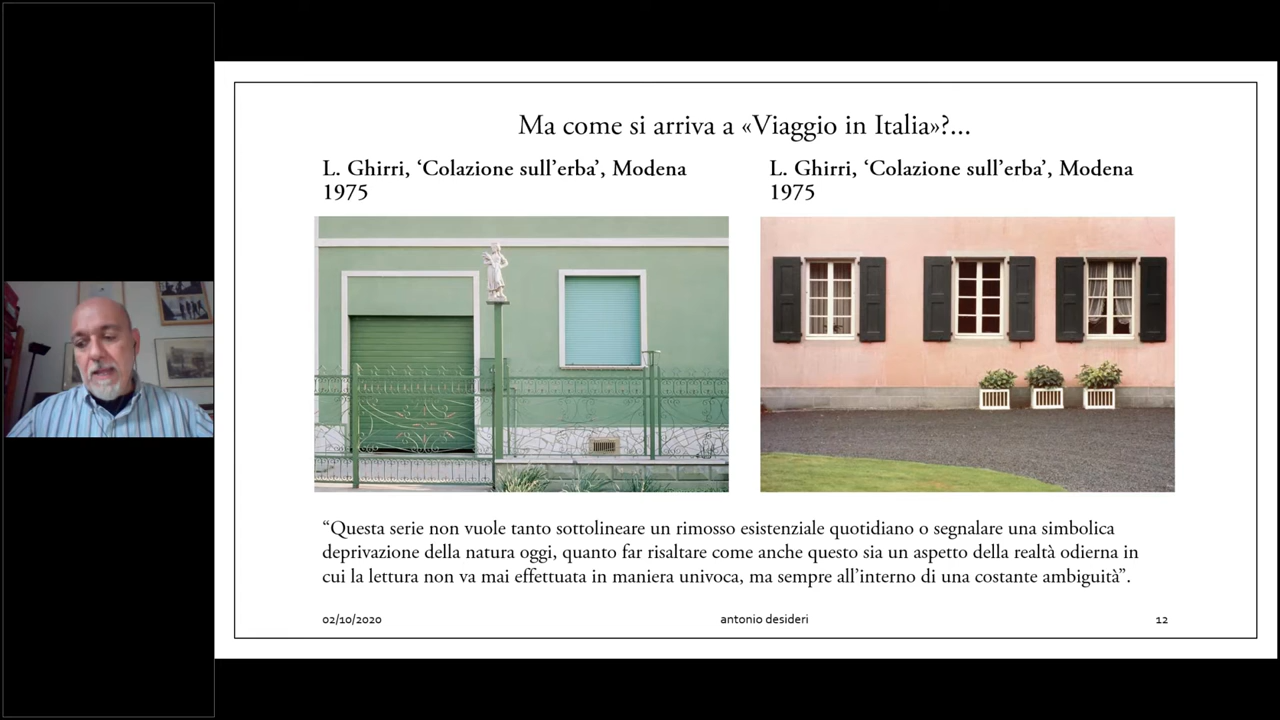 Ma come si arriva a «Viaggio in Italia»?...
L. Ghirri, ‘Colazione sull’erba’, Modena
1975
L. Ghirri, ‘Colazione sull’erba’, Modena
1975
“Questa serie non vuole tanto sottolineare un rimosso esistenziale quotidiano o segnalare una simbolica
deprivazione della natura oggi, quanto far risaltare come anche questo sia un aspetto della realtà odierna in
cui la lettura non va mai effettuata in maniera univoca, ma sempre all’interno di una costante ambiguità”.
02/10/2020
antonio desideri
12